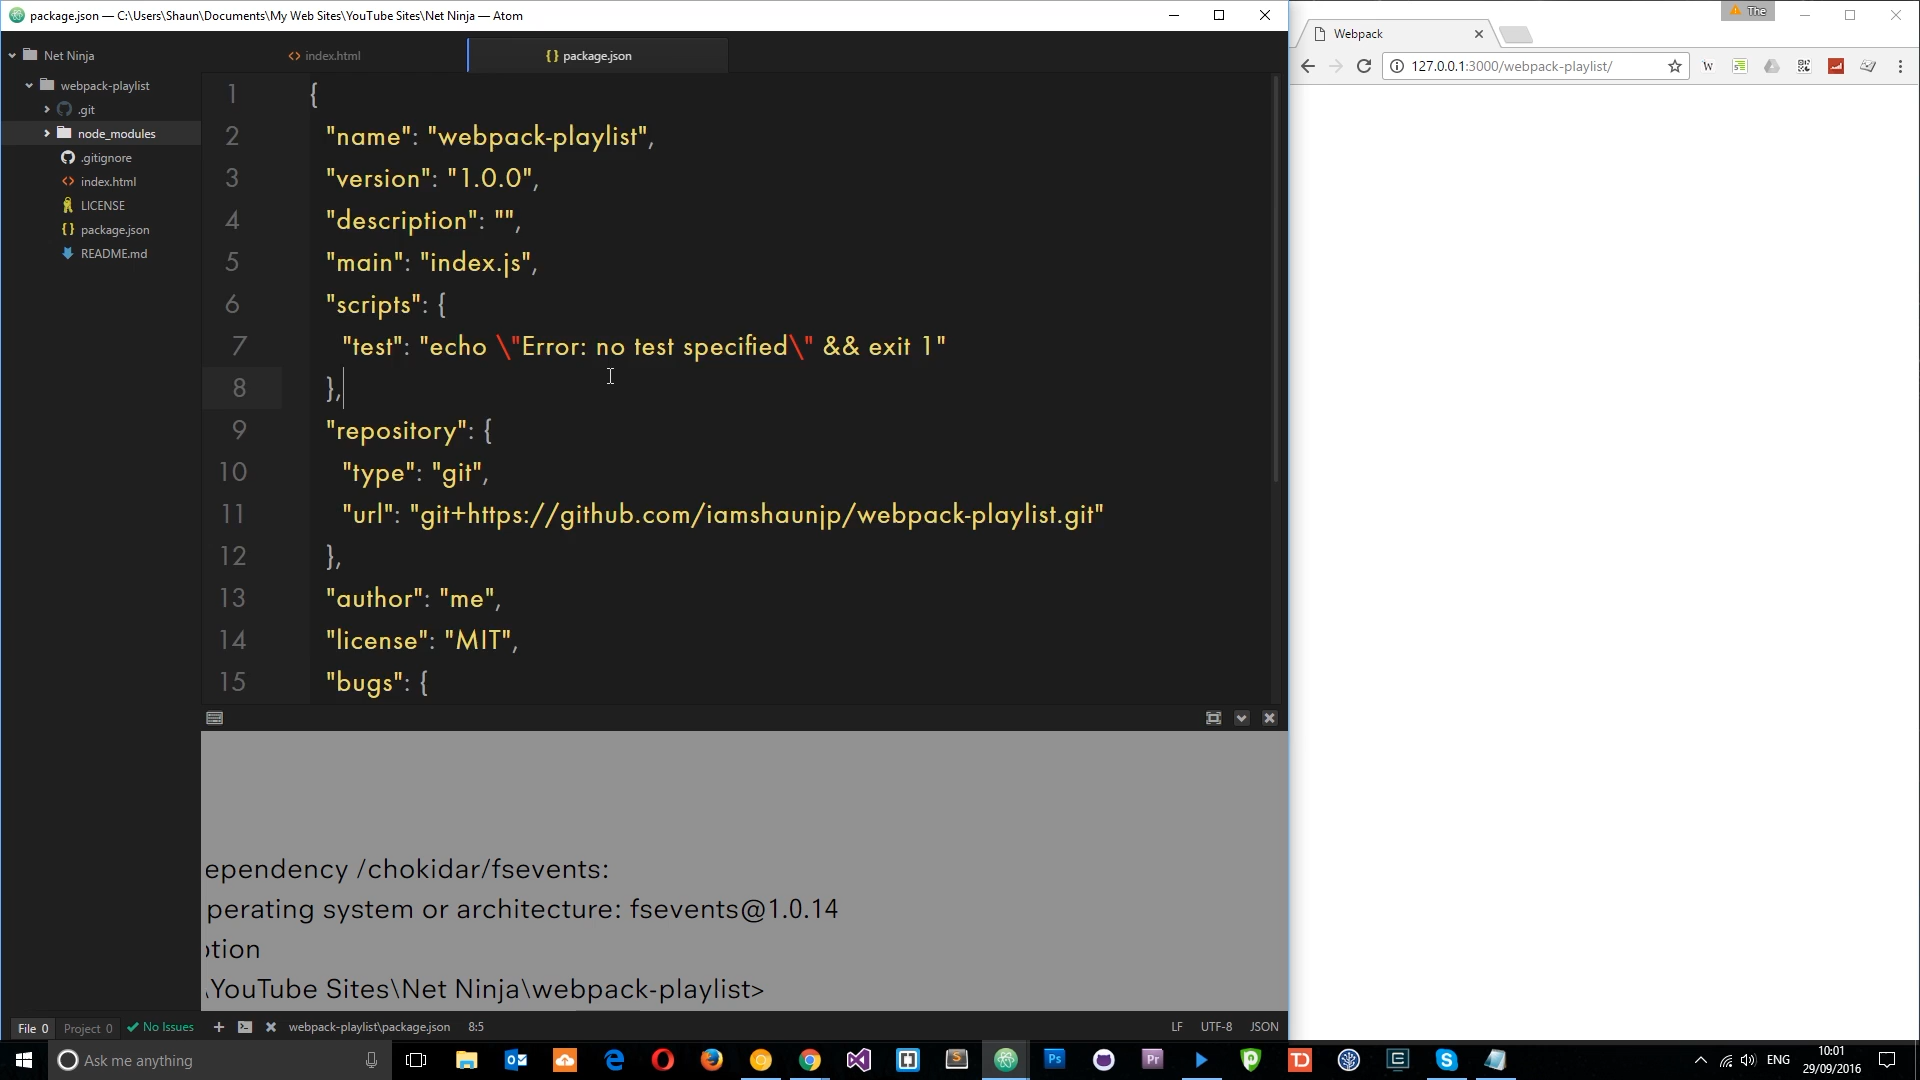 package.json — C:\Users\Shaun\Documents\My Web Sites\YouTube Sites\Net Ninja — Atom
Net Ninja
webpack-playlist
.git
node_modules
.gitignore
index.html
LICENSE
package.json
README.md
index.html
package.json
1 {
2 "name": "webpack-playlist",
3 "version": "1.0.0",
4 "description": "",
5 "main": "index.js",
6 "scripts": {
7 "test": "echo \"Error: no test specified\" && exit 1"
8 },
9 "repository": {
10 "type": "git",
11 "url": "git+https://github.com/iamshaunjp/webpack-playlist.git"
12 },
13 "author": "me",
14 "license": "MIT",
15 "bugs": {
ependency /chokidar/fsevents:
perating system or architecture: fsevents@1.0.14
tion
\YouTube Sites\Net Ninja\webpack-playlist>
File 0 Project 0 No Issues webpack-playlist\package.json 8:5 LF UTF-8 JSON
The
Webpack
127.0.0.1:3000/webpack-playlist/
Ask me anything
ENG
10:01
29/09/2016